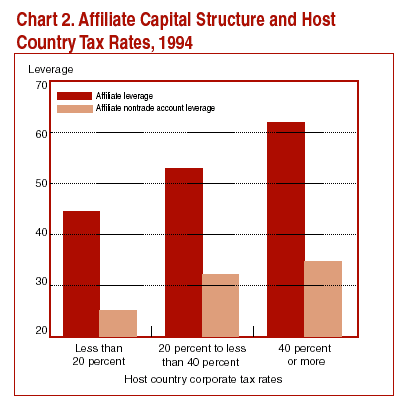 Chart 2. Affiliate Capital Structure and Host
Country Tax Rates, 1994
Leverage
70
Affiliate leverage
Affiliate nontrade account leverage
60
50
40
30
20
Less than
20 percent
20 percent to less
than 40 percent
40 percent
or more
Host country corporate tax rates